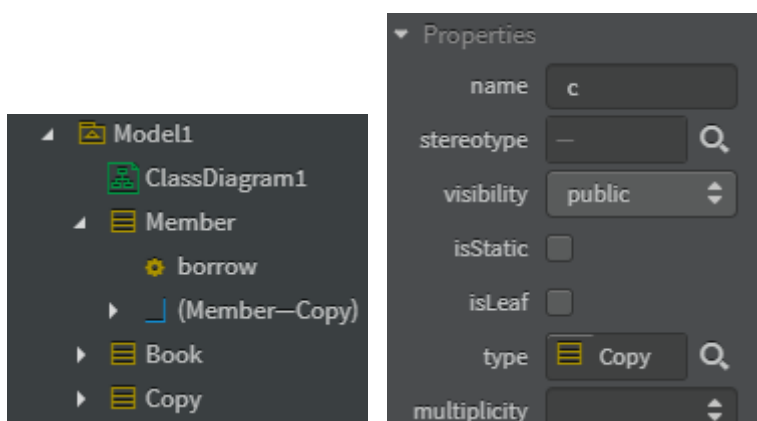 Model1
ClassDiagram1
Member
borrow
(Member—Copy)
Book
Copy
Properties
name c
stereotype —
visibility public
isStatic
isLeaf
type Copy
multiplicity